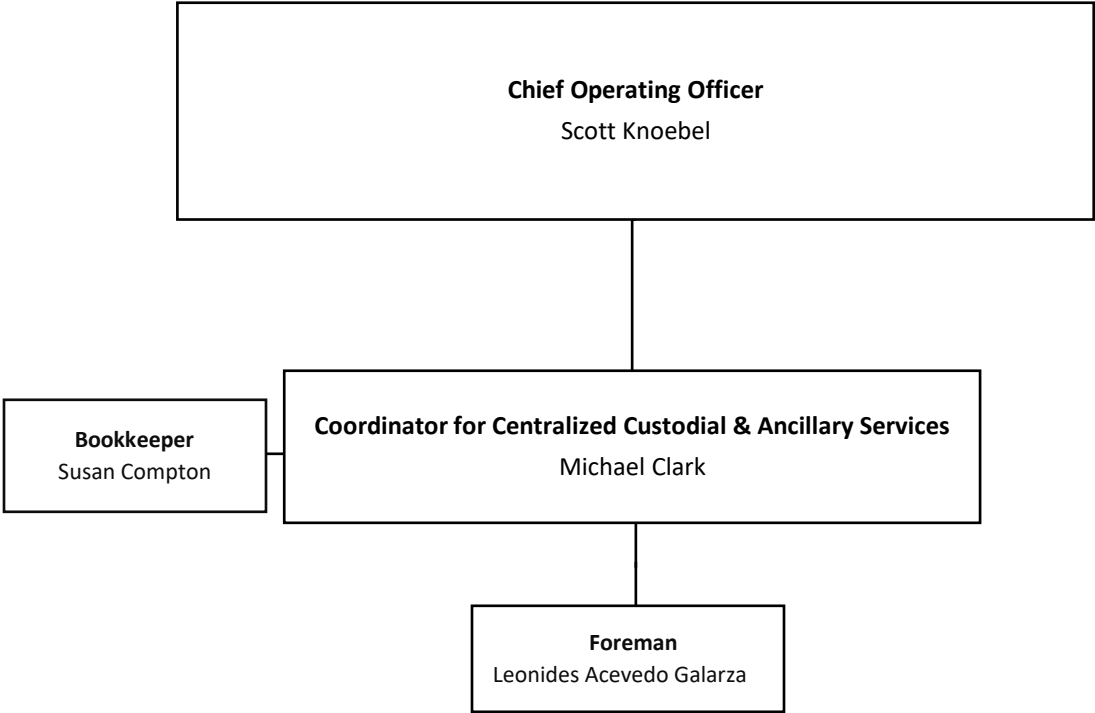 Chief Operating Officer
Scott Knoebel
Bookkeeper
Susan Compton
Coordinator for Centralized Custodial & Ancillary Services
Michael Clark
Foreman
Leonides Acevedo Galarza